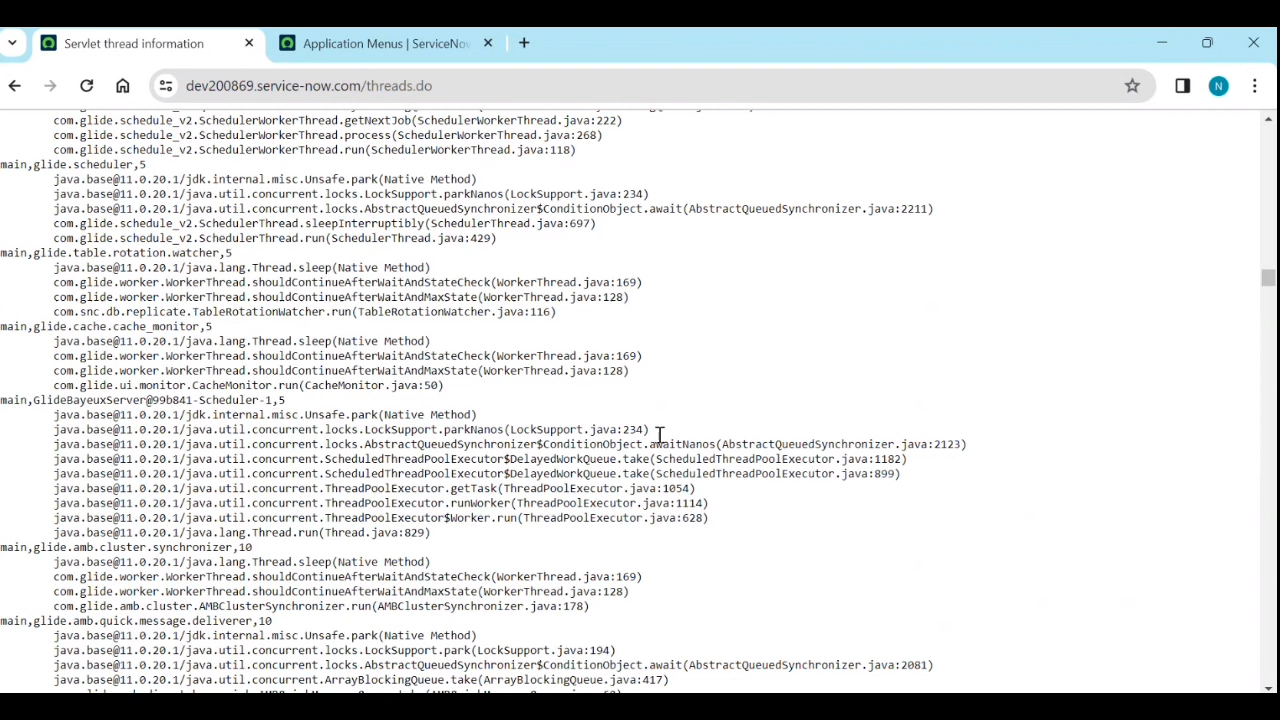 Servlet thread information
Application Menus | ServiceNow
dev200869.service-now.com/threads.do
N
com.glide.schedule_v2.SchedulerWorkerThread.getNextJob(SchedulerWorkerThread.java:222)
com.glide.schedule_v2.SchedulerWorkerThread.process(SchedulerWorkerThread.java:268)
com.glide.schedule_v2.SchedulerWorkerThread.run(SchedulerWorkerThread.java:118)
main,glide.scheduler,5
java.base@11.0.20.1/jdk.internal.misc.Unsafe.park(Native Method)
java.base@11.0.20.1/java.util.concurrent.locks.LockSupport.parkNanos(LockSupport.java:234)
java.base@11.0.20.1/java.util.concurrent.locks.AbstractQueuedSynchronizer$ConditionObject.await(AbstractQueuedSynchronizer.java:2211)
com.glide.schedule_v2.SchedulerThread.sleepInterruptibly(SchedulerThread.java:697)
com.glide.schedule_v2.SchedulerThread.run(SchedulerThread.java:429)
main,glide.table.rotation.watcher,5
java.base@11.0.20.1/java.lang.Thread.sleep(Native Method)
com.glide.worker.WorkerThread.shouldContinueAfterWaitAndStateCheck(WorkerThread.java:169)
com.glide.worker.WorkerThread.shouldContinueAfterWaitAndMaxState(WorkerThread.java:128)
com.snc.db.replicate.TableRotationWatcher.run(TableRotationWatcher.java:116)
main,glide.cache.cache_monitor,5
java.base@11.0.20.1/java.lang.Thread.sleep(Native Method)
com.glide.worker.WorkerThread.shouldContinueAfterWaitAndStateCheck(WorkerThread.java:169)
com.glide.worker.WorkerThread.shouldContinueAfterWaitAndMaxState(WorkerThread.java:128)
com.glide.ui.monitor.CacheMonitor.run(CacheMonitor.java:50)
main,GlideBayeuxServer@99b841-Scheduler-1,5
java.base@11.0.20.1/jdk.internal.misc.Unsafe.park(Native Method)
java.base@11.0.20.1/java.util.concurrent.locks.LockSupport.parkNanos(LockSupport.java:234)
java.base@11.0.20.1/java.util.concurrent.locks.AbstractQueuedSynchronizer$ConditionObject.awaitNanos(AbstractQueuedSynchronizer.java:2123)
java.base@11.0.20.1/java.util.concurrent.ScheduledThreadPoolExecutor$DelayedWorkQueue.take(ScheduledThreadPoolExecutor.java:1182)
java.base@11.0.20.1/java.util.concurrent.ScheduledThreadPoolExecutor$DelayedWorkQueue.take(ScheduledThreadPoolExecutor.java:899)
java.base@11.0.20.1/java.util.concurrent.ThreadPoolExecutor.getTask(ThreadPoolExecutor.java:1054)
java.base@11.0.20.1/java.util.concurrent.ThreadPoolExecutor.runWorker(ThreadPoolExecutor.java:1114)
java.base@11.0.20.1/java.util.concurrent.ThreadPoolExecutor$Worker.run(ThreadPoolExecutor.java:628)
java.base@11.0.20.1/java.lang.Thread.run(Thread.java:829)
main,glide.amb.cluster.synchronizer,10
java.base@11.0.20.1/java.lang.Thread.sleep(Native Method)
com.glide.worker.WorkerThread.shouldContinueAfterWaitAndStateCheck(WorkerThread.java:169)
com.glide.worker.WorkerThread.shouldContinueAfterWaitAndMaxState(WorkerThread.java:128)
com.glide.amb.cluster.AMBClusterSynchronizer.run(AMBClusterSynchronizer.java:178)
main,glide.amb.quick.message.deliverer,10
java.base@11.0.20.1/jdk.internal.misc.Unsafe.park(Native Method)
java.base@11.0.20.1/java.util.concurrent.locks.LockSupport.park(LockSupport.java:194)
java.base@11.0.20.1/java.util.concurrent.locks.AbstractQueuedSynchronizer$ConditionObject.await(AbstractQueuedSynchronizer.java:2081)
java.base@11.0.20.1/java.util.concurrent.ArrayBlockingQueue.take(ArrayBlockingQueue.java:417)